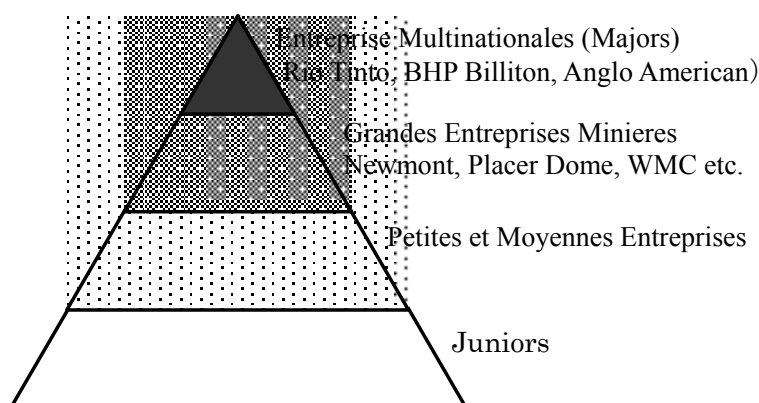 Entreprise Multinationales (Majors)
Rio Tinto, BHP Billiton, Anglo American）
Grandes Entreprises Minieres
Newmont, Placer Dome, WMC etc.
Petites et Moyennes Entreprises
Juniors